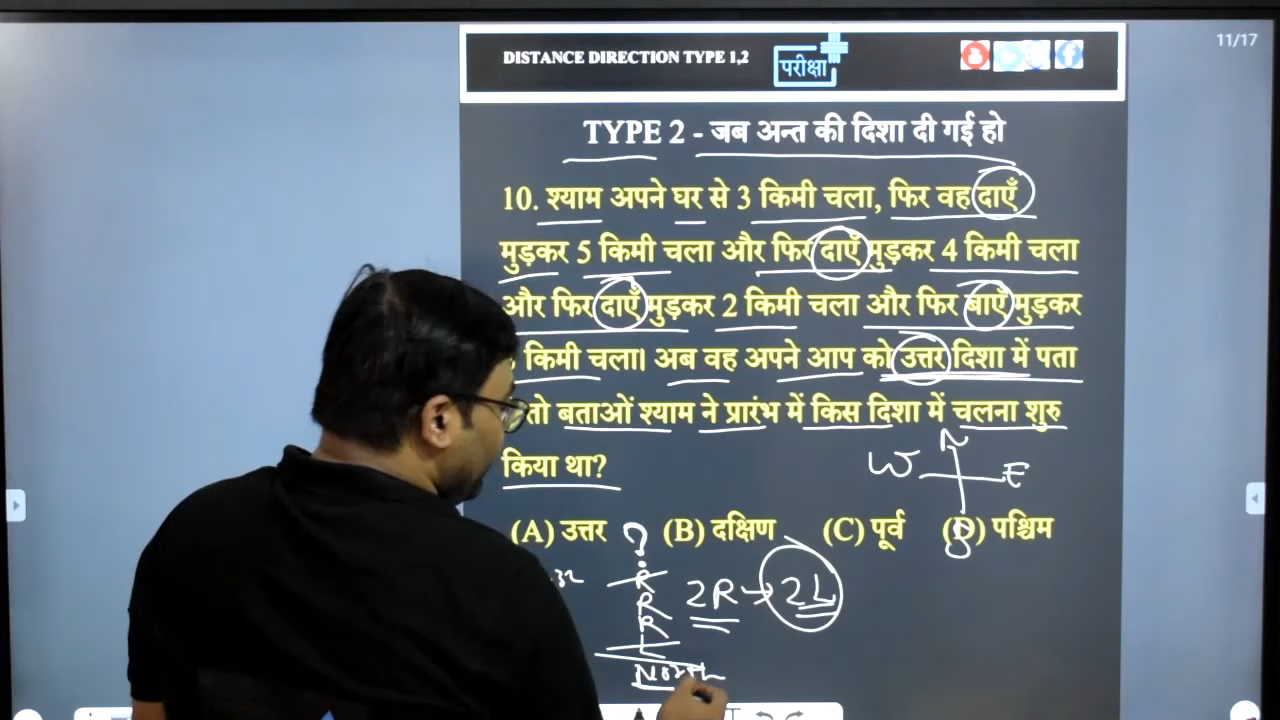 11/17
DISTANCE DIRECTION TYPE 1,2
परीक्षा
TYPE 2 - जब अन्त की दिशा दी गई हो
10. श्याम अपने घर से 3 किमी चला, फिर वह दाएँ
मुड़कर 5 किमी चला और फिर दाएँ मुड़कर 4 किमी चला
और फिर दाएँ मुड़कर 2 किमी चला और फिर बाएँ मुड़कर
किमी चला। अब वह अपने आप को उत्तर दिशा में पता
तो बताओं श्याम ने प्रारंभ में किस दिशा में चलना शुरु
किया था?
N
W E
(A) उत्तर (B) दक्षिण (C) पूर्व (D) पश्चिम
?
R
R 2R → 2L
R
L
North